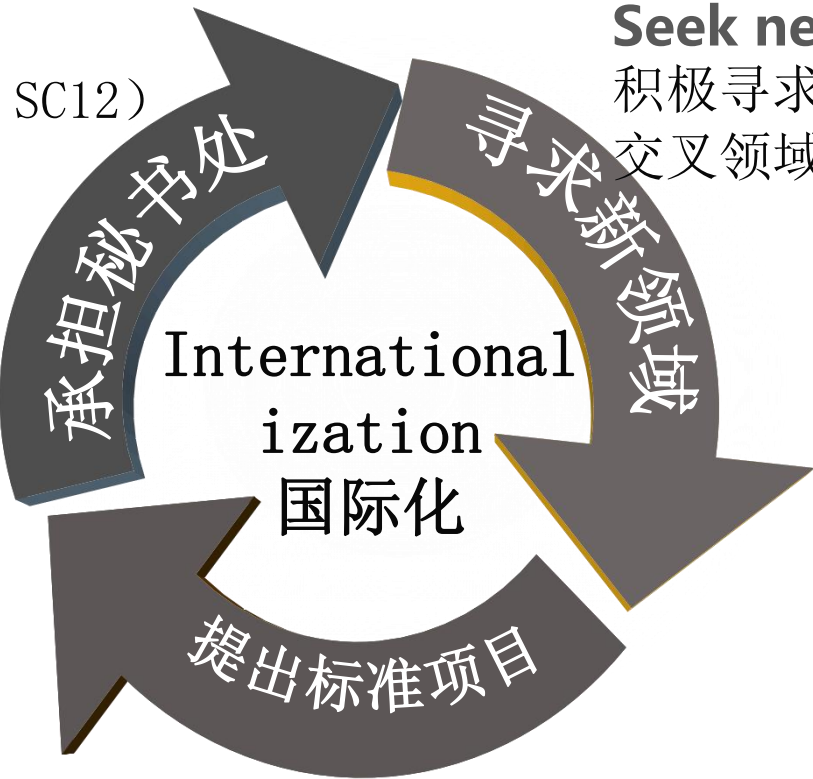 Seek ne
SC12）
积极寻求
交叉领域
承担秘书处
寻求新领域
International
ization
国际化
提出标准项目